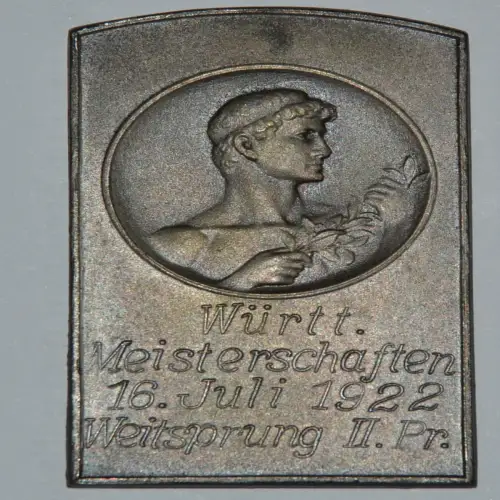 Württ.
Meisterschaften
16. Juli 1922
Weitsprung II. Pr.